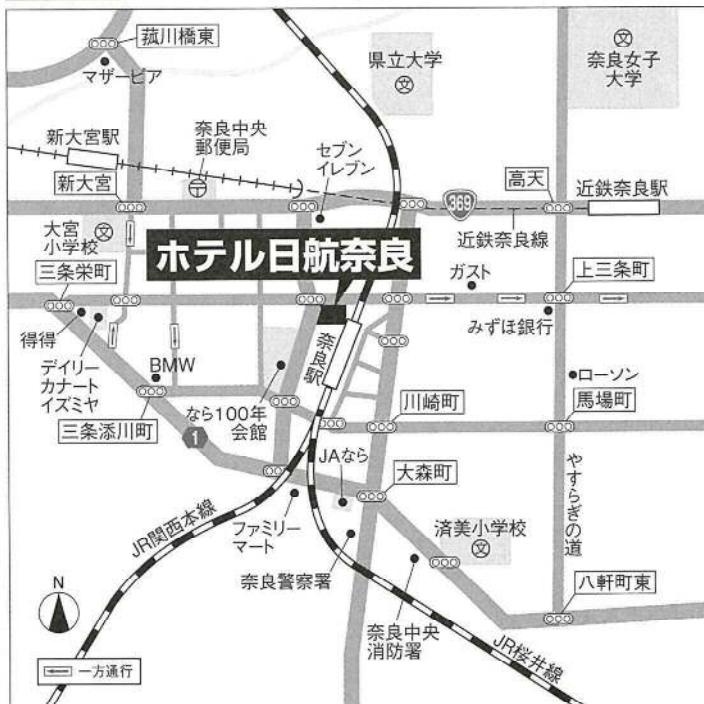 菰川橋東
マザーピア
県立大学
文
文
奈良女子
大学
新大宮駅
奈良中央
郵便局
セブン
イレブン
新大宮
高天
近鉄奈良駅
369
大宮
小学校
文
近鉄奈良線
ホテル日航奈良
三条栄町
ガスト
上三条町
得得
みずほ銀行
デイリー
カナート
イズミヤ
BMW
奈良駅
ローソン
なら100年
会館
川崎町
馬場町
三条添川町
1
JAなら
大森町
やすらぎの道
JR関西本線
ファミリー
マート
済美小学校
文
奈良警察署
八軒町東
N
奈良中央
消防署
JR桜井線
一方通行